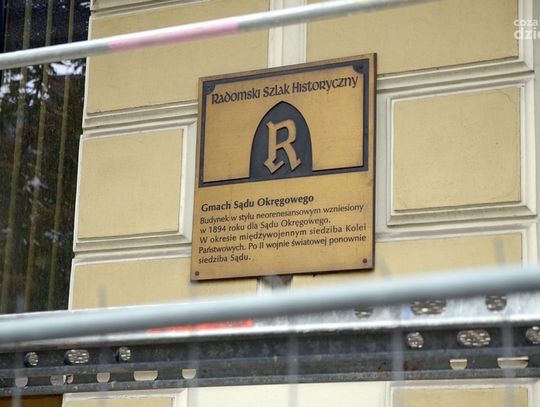 cozadzień
Radomski Szlak Historyczny
R
Gmach Sądu Okręgowego
Budynek w stylu neorenesansowym wzniesiony
w 1894 roku dla Sądu Okręgowego.
W okresie międzywojennym siedziba Kolei
Państwowych. Po II wojnie światowej ponownie
siedziba Sądu.